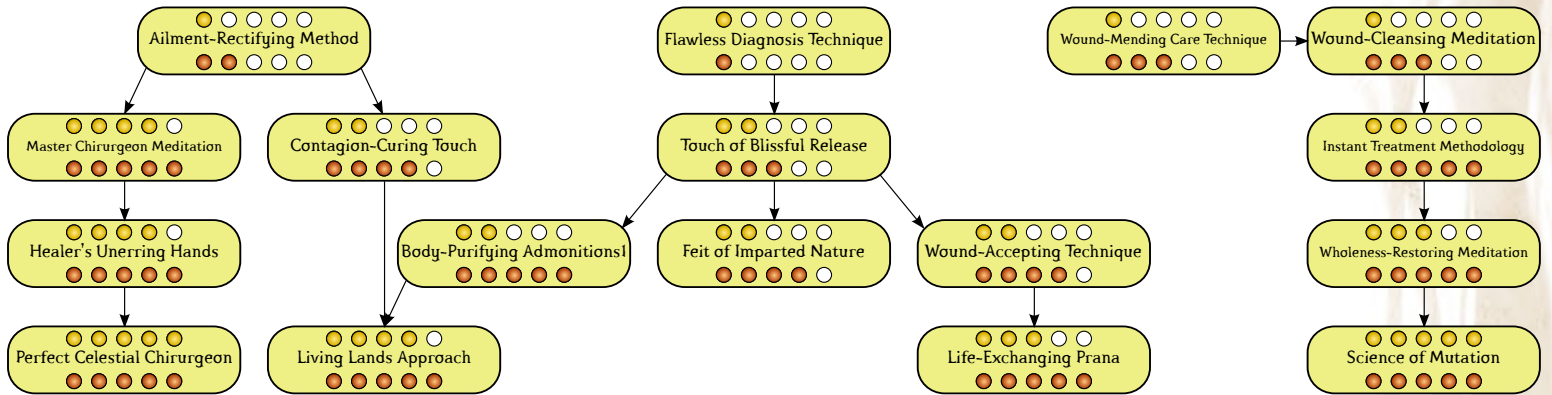 Ailment-Rectifying Method
Flawless Diagnosis Technique
Wound-Mending Care Technique
Wound-Cleansing Meditation
Master Chirurgeon Meditation
Contagion-Curing Touch
Touch of Blissful Release
Instant Treatment Methodology
Healer's Unerring Hands
Body-Purifying Admonitions1
Feit of Imparted Nature
Wound-Accepting Technique
Wholeness-Restoring Meditation
Perfect Celestial Chirurgeon
Living Lands Approach
Life-Exchanging Prana
Science of Mutation